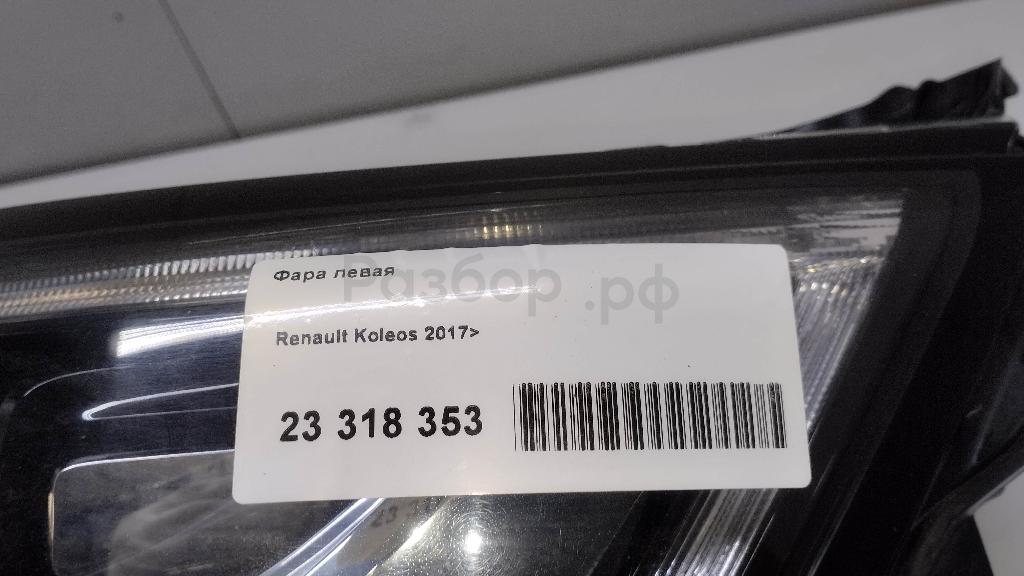 Фара левая
Разбор.рф
Renault Koleos 2017>
23 318 353